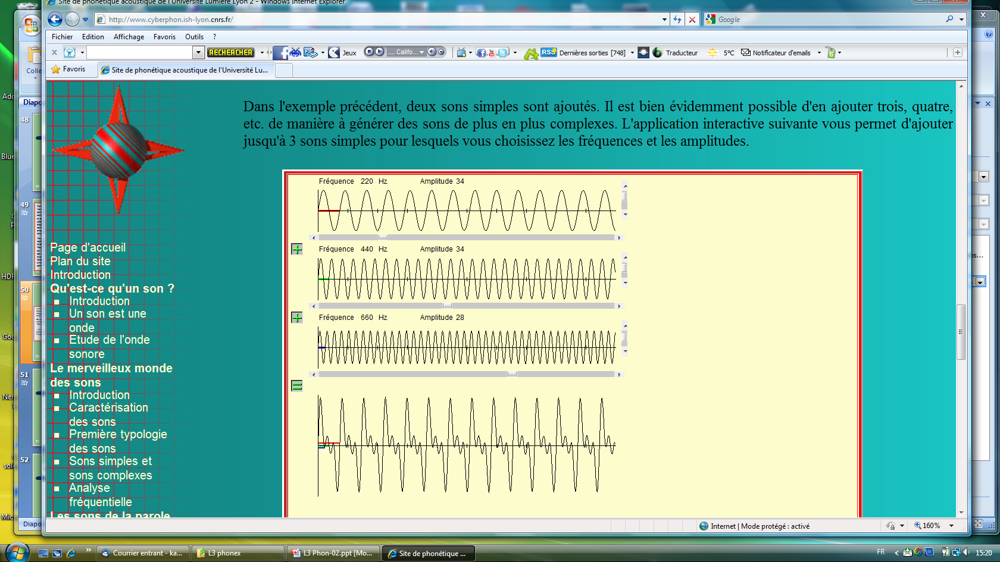 Site de phonétique acoustique de l'Université Lumière Lyon 2 - Windows Internet Explorer
http://www.cyberphon.ish-lyon.cnrs.fr/
Google
Fichier Edition Affichage Favoris Outils ?
RECHERCHER
Jeux
..... Califo...
RSS Dernières sorties [748]
Traducteur
5°C
Notificateur d'emails
Favoris
Site de phonétique acoustique de l'Université Lu...
Colle
Diapo
48
49
50
51
52
Diapo
Dans l'exemple précédent, deux sons simples sont ajoutés. Il est bien évidemment possible d'en ajouter trois, quatre,
etc. de manière à générer des sons de plus en plus complexes. L'application interactive suivante vous permet d'ajouter
jusqu'à 3 sons simples pour lesquels vous choisissez les fréquences et les amplitudes.
Page d'accueil
Plan du site
Introduction
Qu'est-ce qu'un son ?
Introduction
Un son est une
onde
Etude de l'onde
sonore
Le merveilleux monde
des sons
Introduction
Caractérisation
des sons
Première typologie
des sons
Sons simples et
sons complexes
Analyse
fréquentielle
Les sons de la parole
Fréquence 220 Hz Amplitude 34
Fréquence 440 Hz Amplitude 34
Fréquence 660 Hz Amplitude 28
Internet | Mode protégé : activé
160%
Courrier entrant - ka...
L3 phonex
L3 Phon-02.ppt [Mo...
Site de phonétique ...
FR
15:20